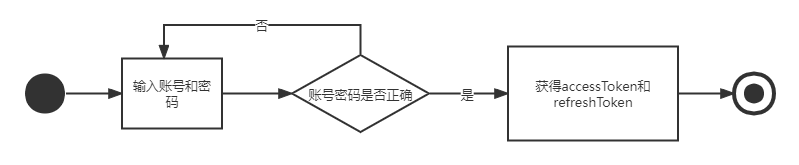 否
输入账号和密
码
账号密码是否正确
是
获得accessToken和
refreshToken